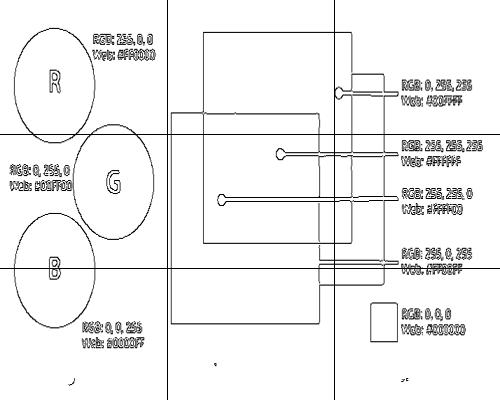 RGB: 255, 0, 0
Web: #FF0000
R
RGB: 0, 255, 255
Web: #00FFFF
RGB: 255, 255, 255
Web: #FFFFFF
RGB: 0, 255, 0
Web: #00FF00
G
RGB: 255, 255, 0
Web: #FFFF00
B
RGB: 255, 0, 255
Web: #FF00FF
RGB: 0, 0, 255
Web: #0000FF
RGB: 0, 0, 0
Web: #000000